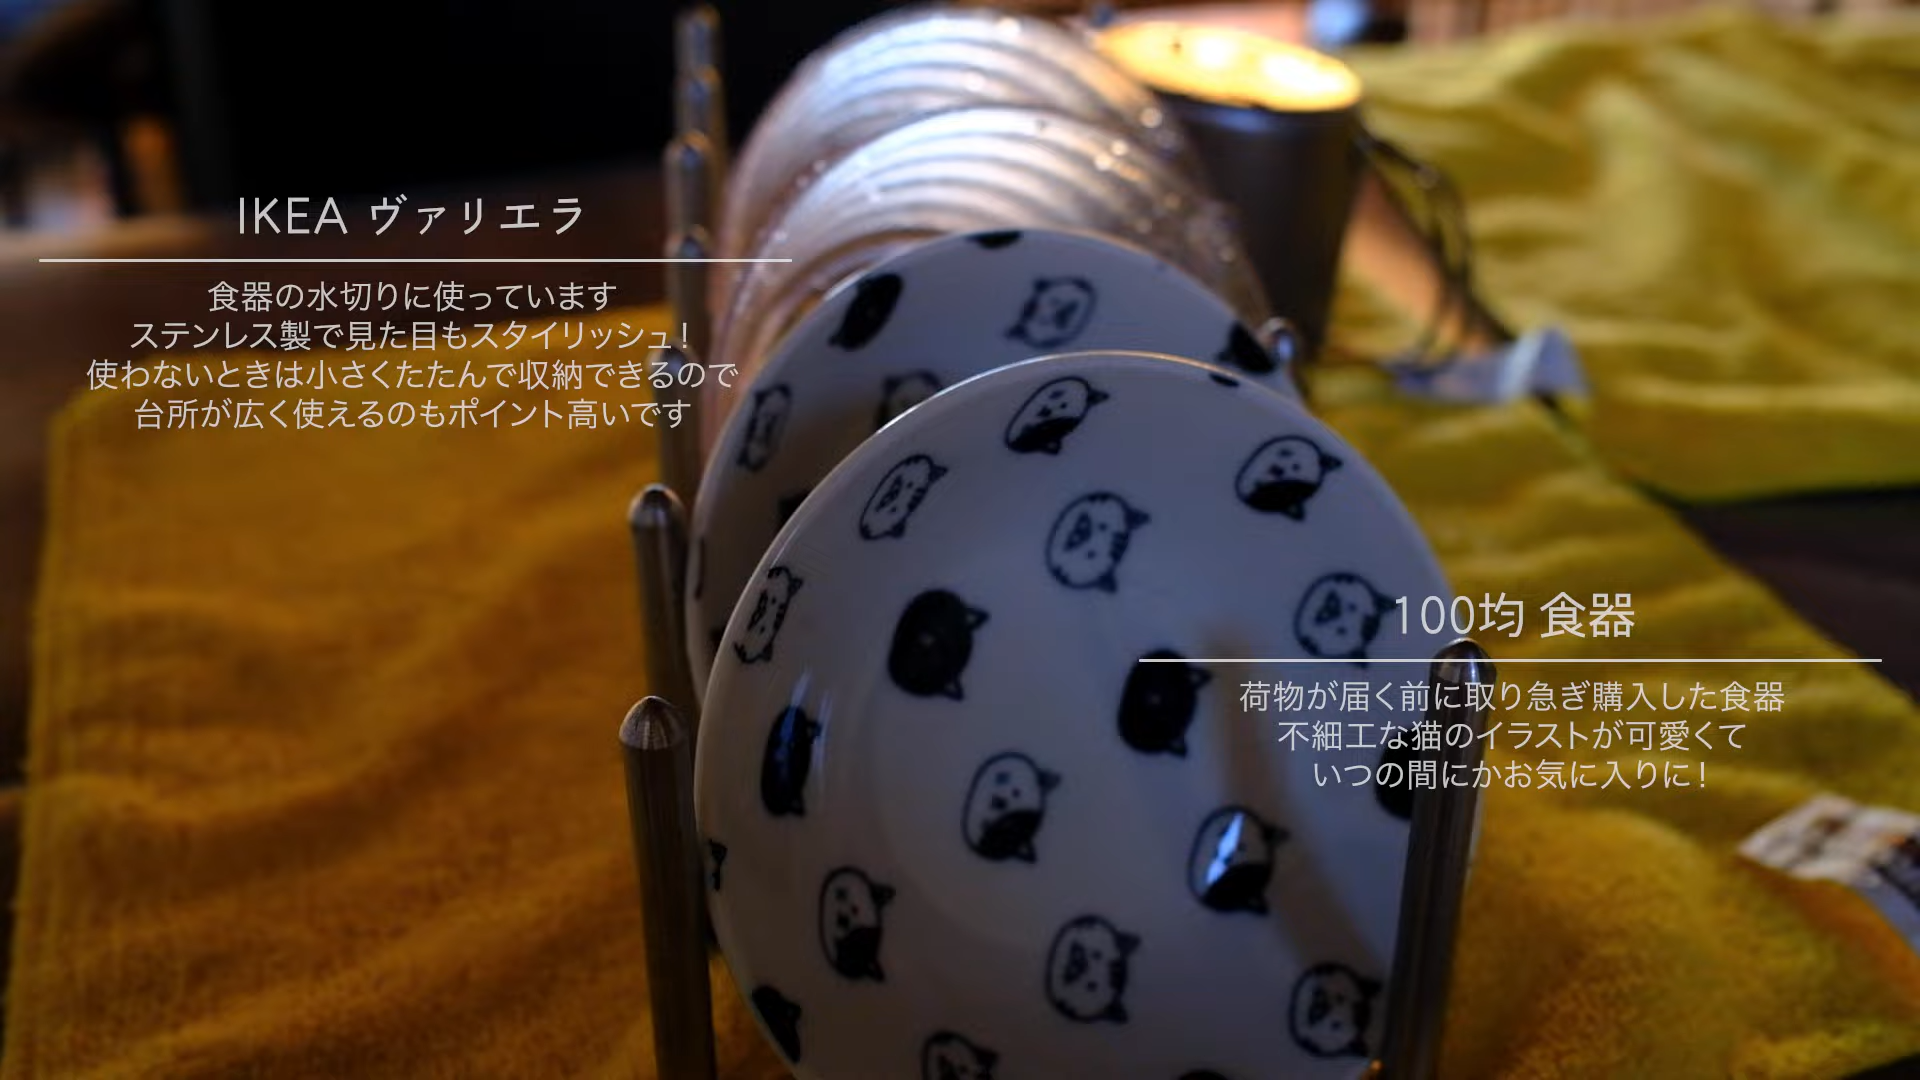 IKEA ヴァリエラ
食器の水切りに使っています
ステンレス製で見た目もスタイリッシュ！
使わないときは小さくたたんで収納できるので
台所が広く使えるのもポイント高いです
100均 食器
荷物が届く前に取り急ぎ購入した食器
不細工な猫のイラストが可愛くて
いつの間にかお気に入りに！